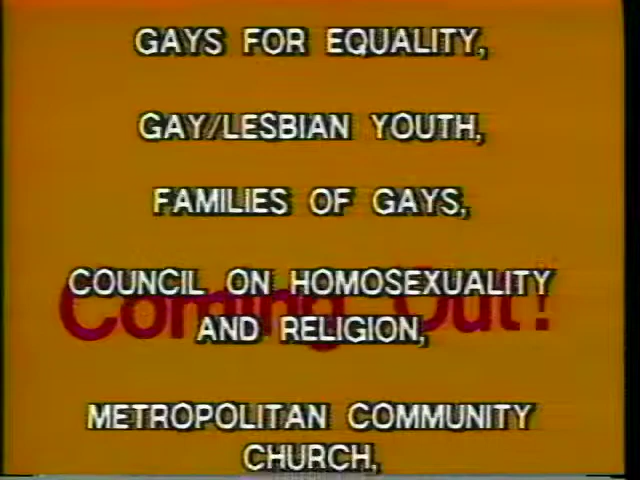 GAYS FOR EQUALITY,
GAY/LESBIAN YOUTH,
FAMILIES OF GAYS,
COUNCIL ON HOMOSEXUALITY
Coming Out!
AND RELIGION,
METROPOLITAN COMMUNITY
CHURCH,